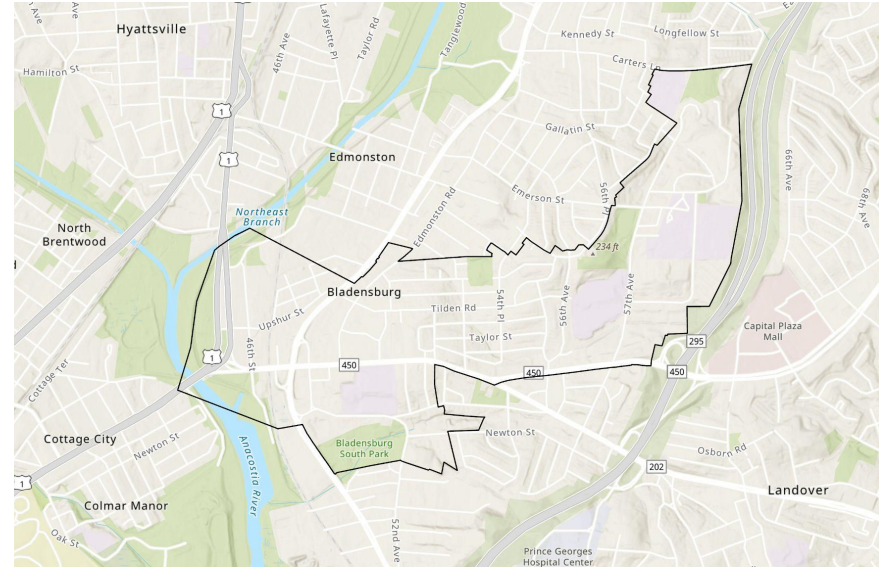 Kennedy St
Longfellow St
Hyattsville
46th Ave
Lafayette Pl
Taylor Rd
Tanglewood
Carters Ln
Hamilton St
1
Gallatin St
1
Edmonston
66th Ave
68th Ave
Emerson St
56th Pl
Edmonston Rd
Northeast
Branch
North
Brentwood
234 ft
Bladensburg
54th Pl
56th Ave
57th Ave
Tilden Rd
Upshur St
Capital Plaza
Mall
Taylor St
295
46th St
1
450
450
450
Cottage Ter
Cottage City
Newton St
Bladensburg
South Park
Newton St
Anacostia River
Osborn Rd
202
1
Landover
Colmar Manor
52nd Ave
Oak St
Prince Georges
Hospital Center